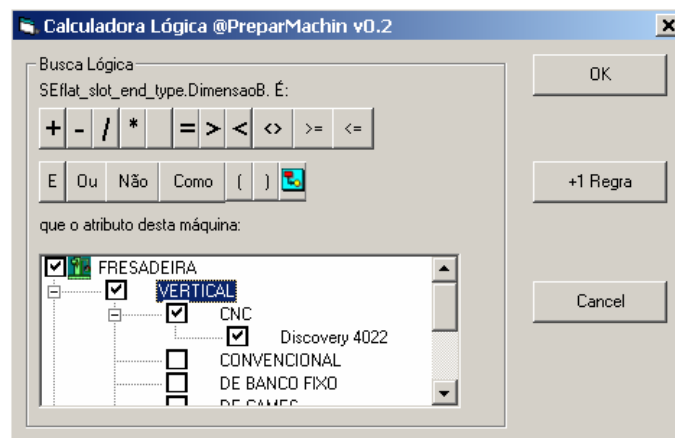 Calculadora Lógica @PreparMachin v0.2
Busca Lógica
SEflat_slot_end_type.DimensaoB. É:
+ - / * = > < <> >= <=
E Ou Não Como ( )
que o atributo desta máquina:
FRESADEIRA
VERTICAL
CNC
Discovery 4022
CONVENCIONAL
DE BANCO FIXO
OK
+1 Regra
Cancel